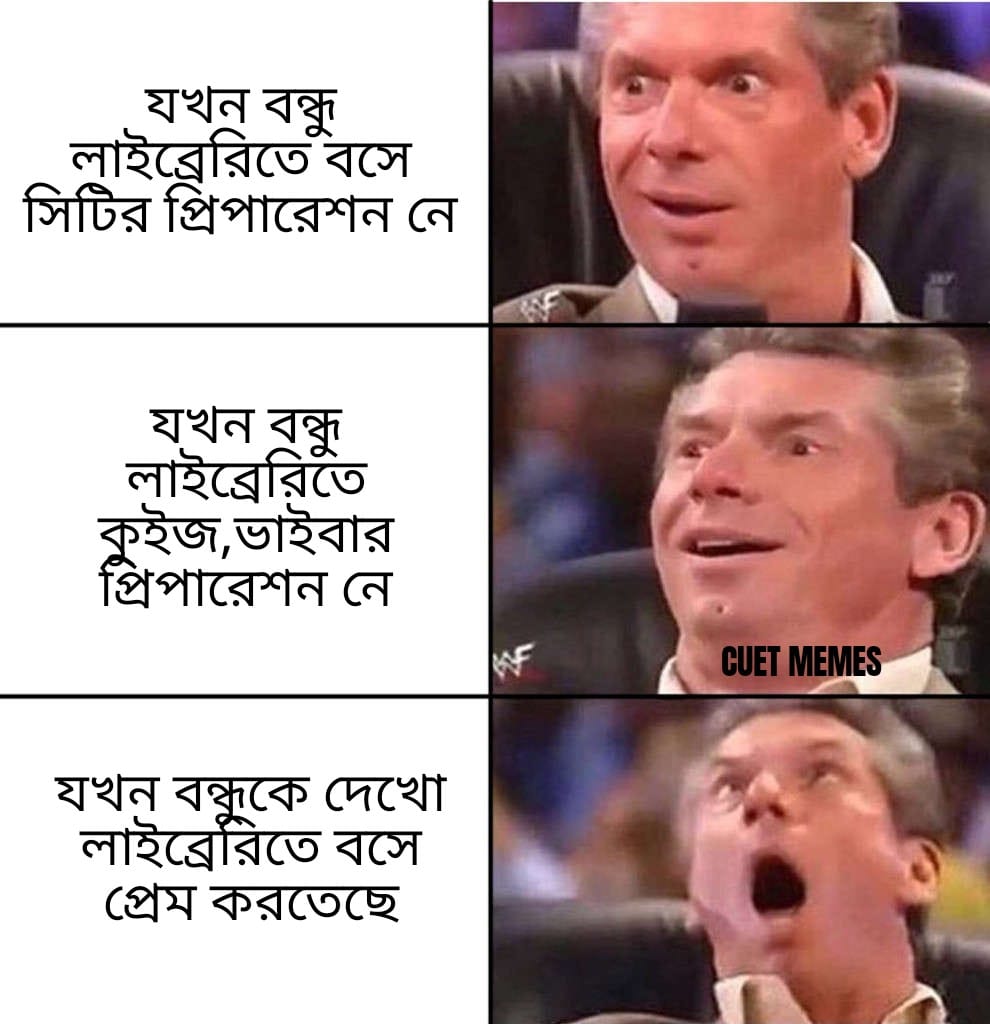 যখন বন্ধু
লাইব্রেরিতে বসে
সিটির প্রিপারেশন নে
যখন বন্ধু
লাইব্রেরিতে
কুইজ,ভাইবার
প্রিপারেশন নে
CUET MEMES
যখন বন্ধুকে দেখো
লাইব্রেরিতে বসে
প্রেম করতেছে